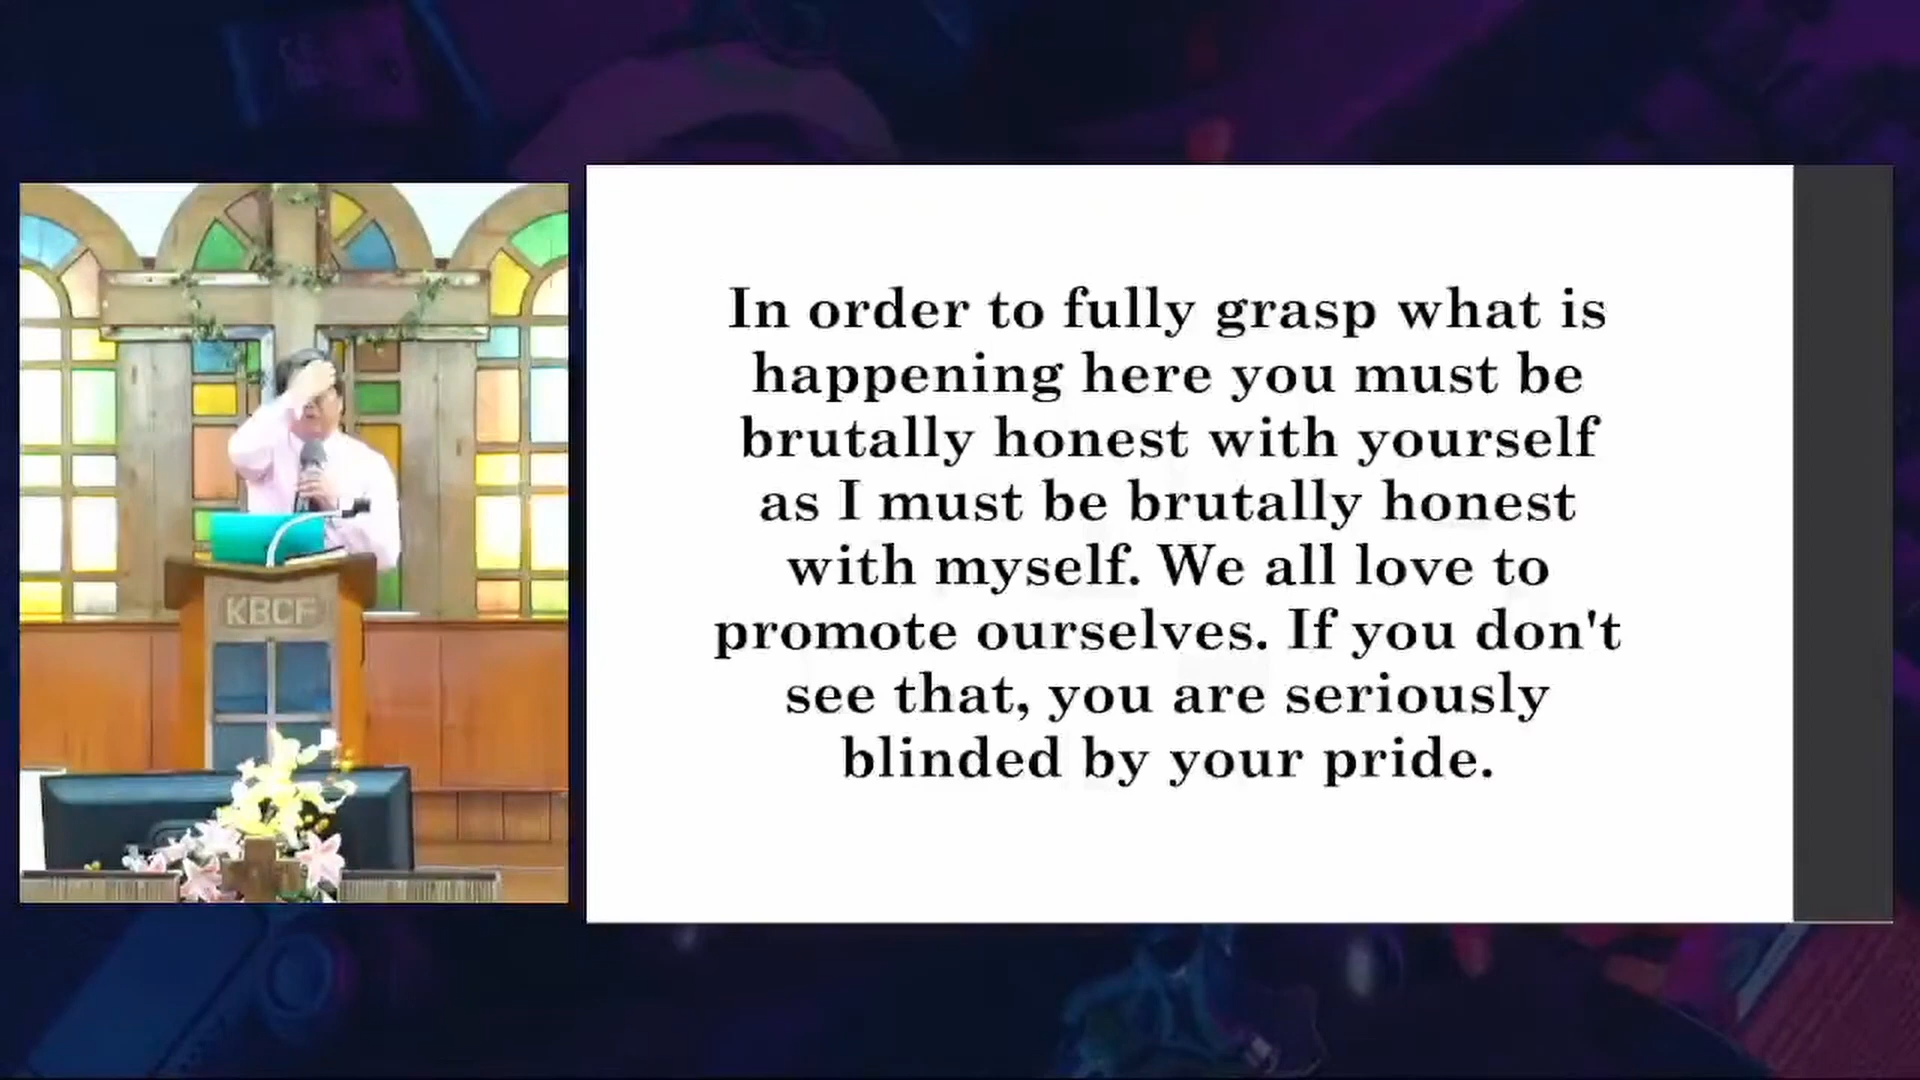 KBCF
In order to fully grasp what is
happening here you must be
brutally honest with yourself
as I must be brutally honest
with myself. We all love to
promote ourselves. If you don't
see that, you are seriously
blinded by your pride.